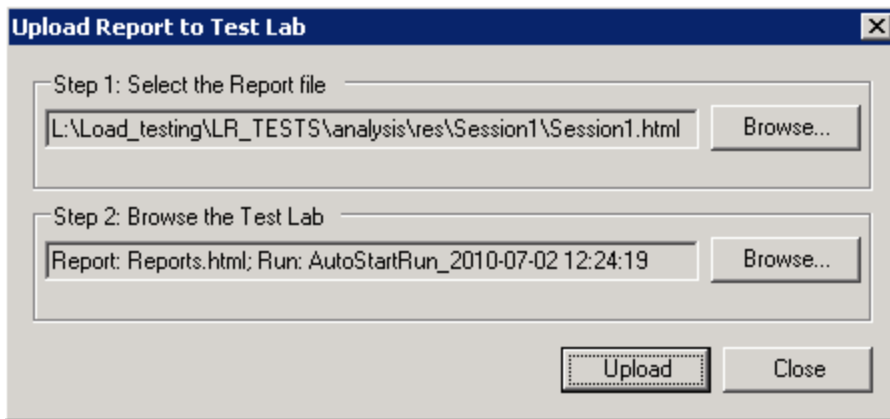 Upload Report to Test Lab
Step 1: Select the Report file
L:\Load_testing\LR_TESTS\analysis\res\Session1\Session1.html
Browse...
Step 2: Browse the Test Lab
Report: Reports.html; Run: AutoStartRun_2010-07-02 12:24:19
Browse...
Upload
Close